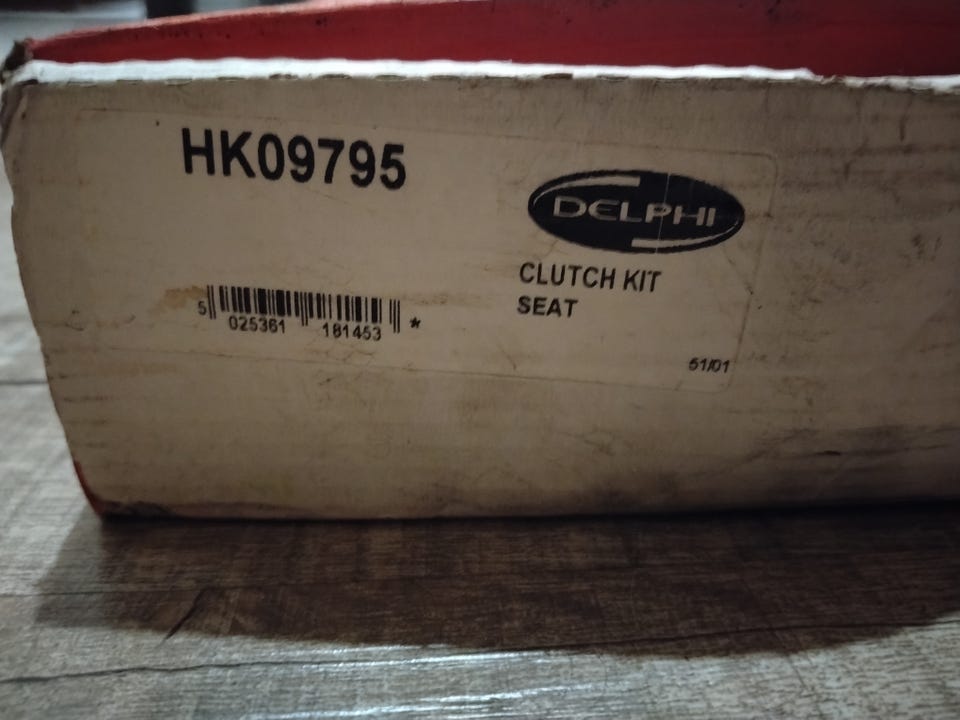 HK09795
DELPHI
CLUTCH KIT
SEAT
5 025361 181453 *
51/01